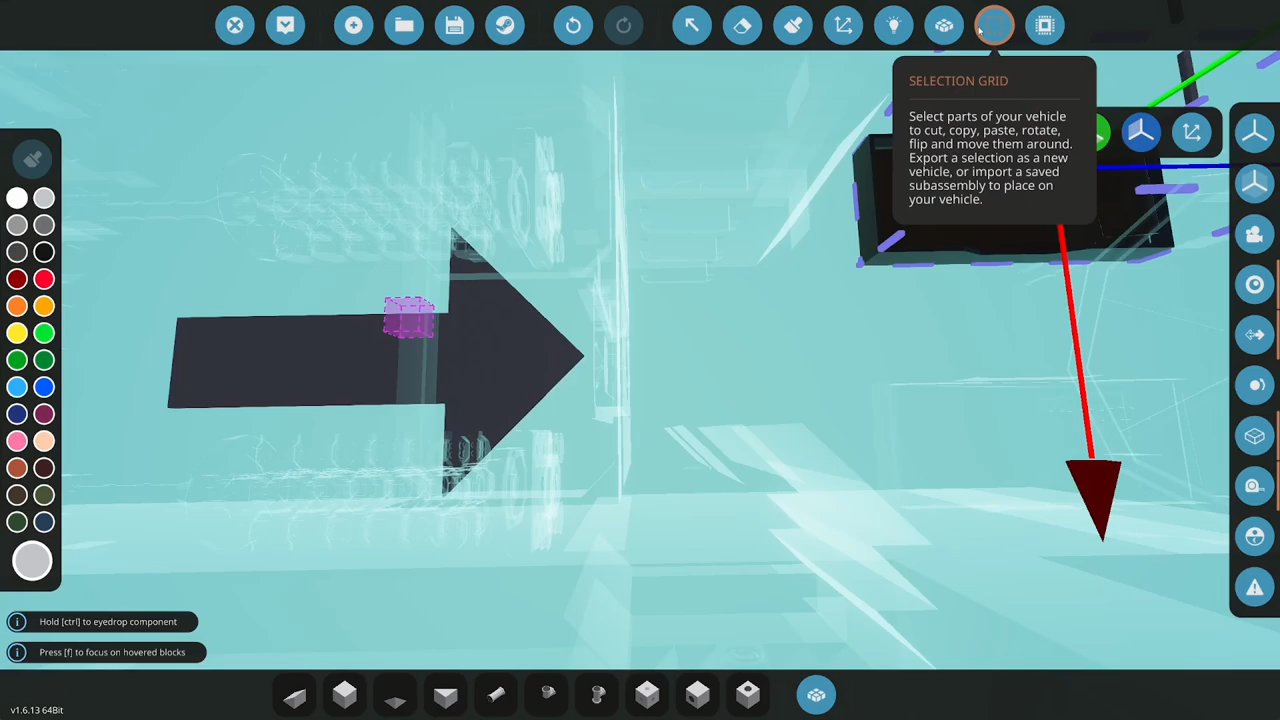 SELECTION GRID
Select parts of your vehicle
to cut, copy, paste, rotate,
flip and move them around.
Export a selection as a new
vehicle, or import a saved
subassembly to place on
your vehicle.
Hold [ctrl] to eyedrop component
Press [f] to focus on hovered blocks
v1.6.13 64Bit